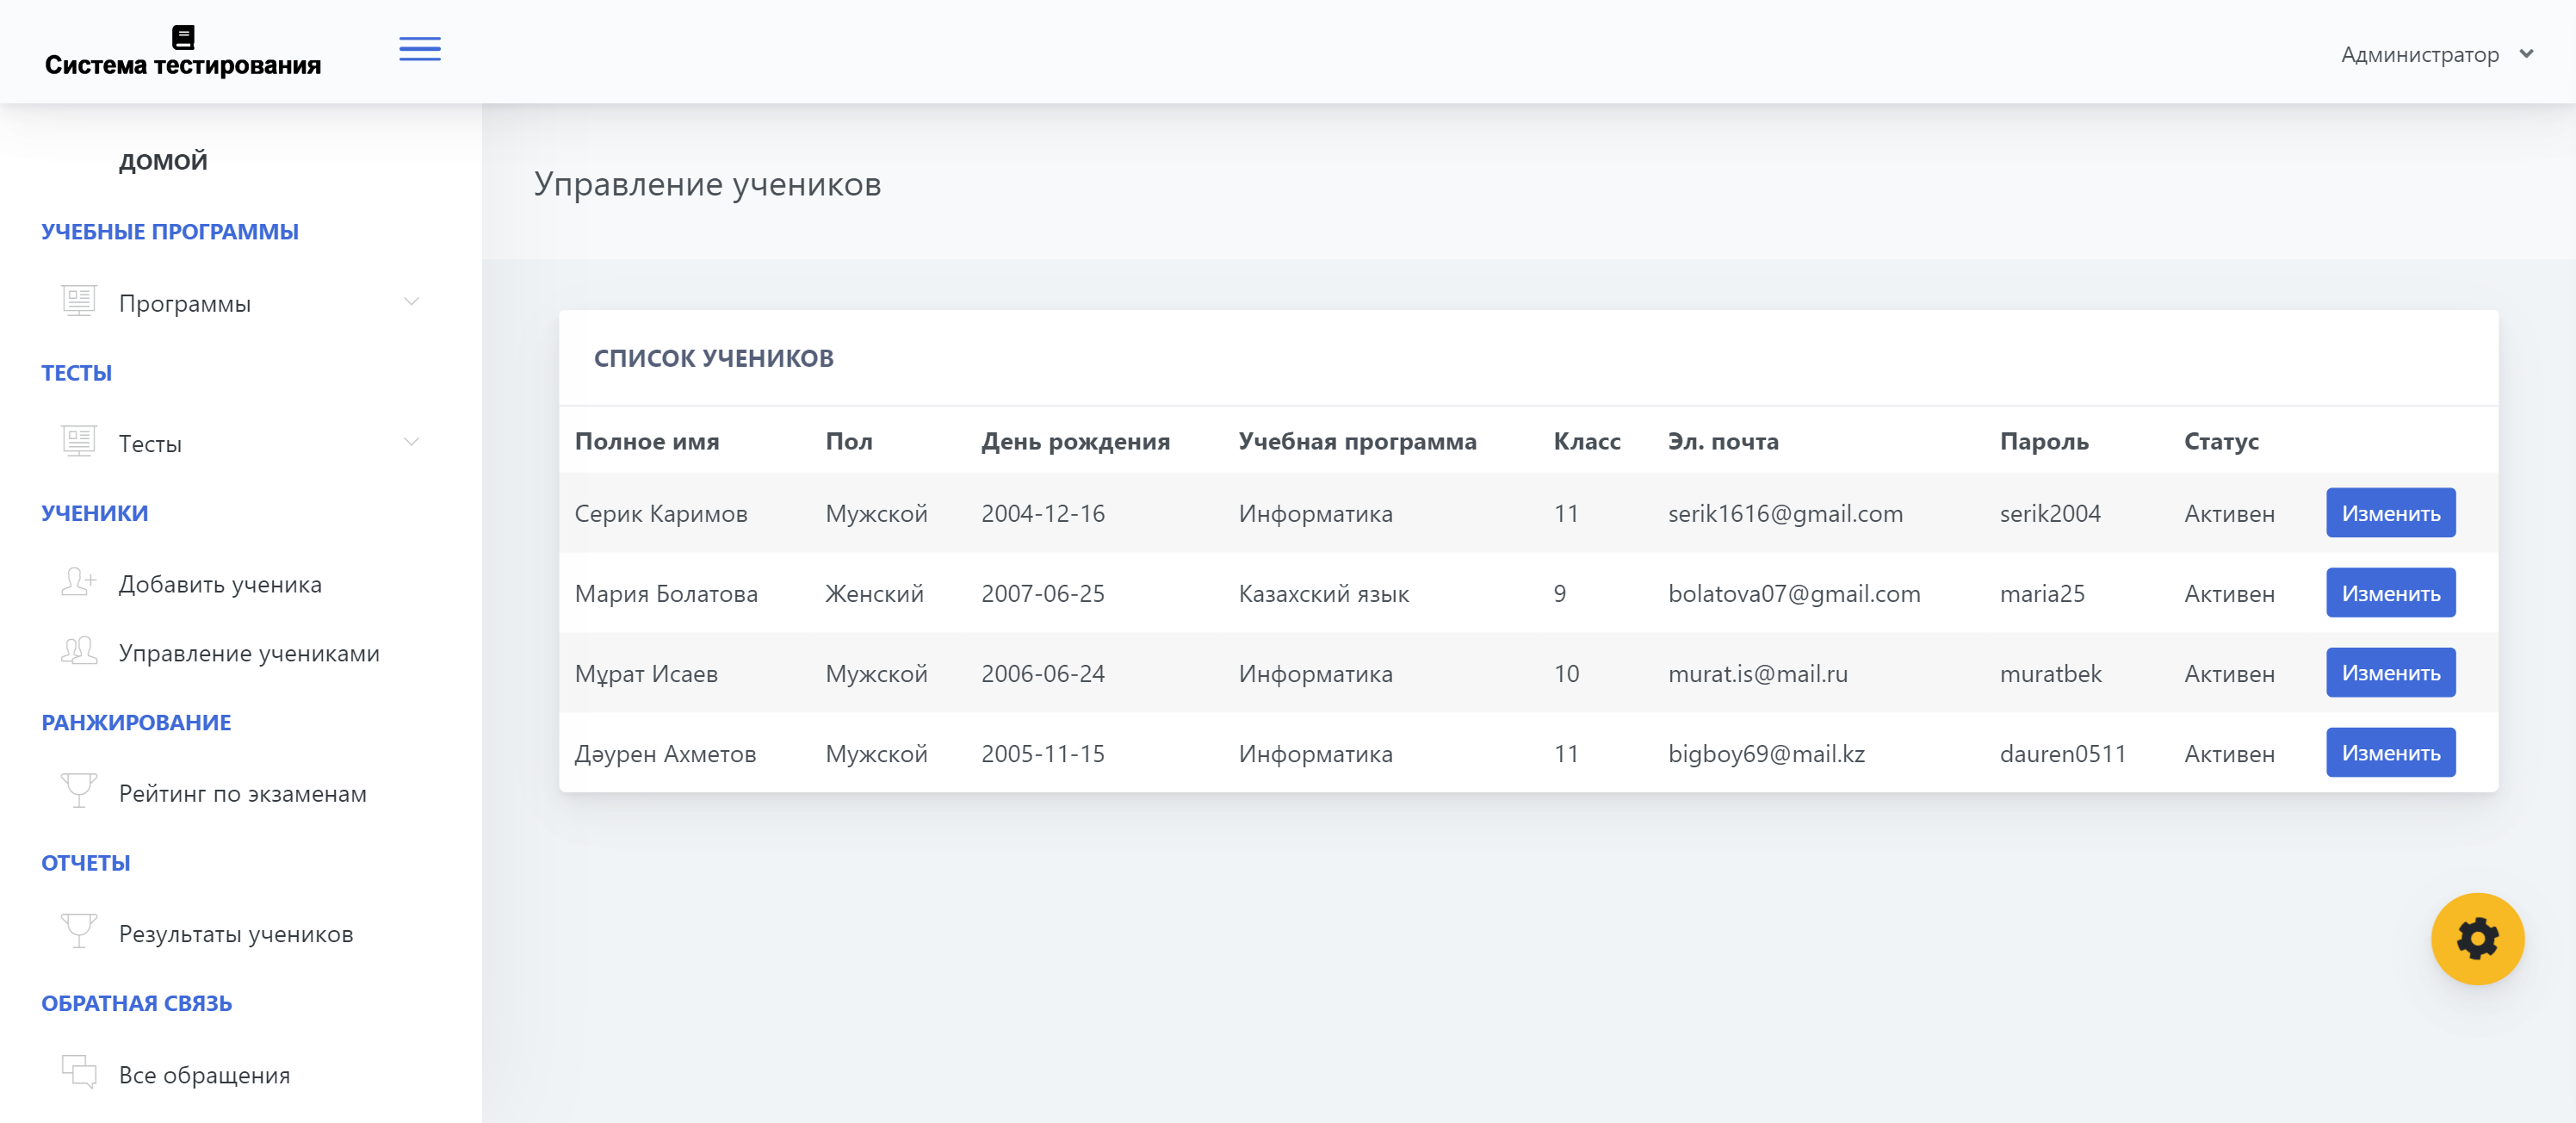 Система тестирования
Администратор
ДОМОЙ
УЧЕБНЫЕ ПРОГРАММЫ
Программы
ТЕСТЫ
Тесты
УЧЕНИКИ
Добавить ученика
Управление учениками
РАНЖИРОВАНИЕ
Рейтинг по экзаменам
ОТЧЕТЫ
Результаты учеников
ОБРАТНАЯ СВЯЗЬ
Все обращения
Управление учеников
СПИСОК УЧЕНИКОВ
Полное имя Пол День рождения Учебная программа Класс Эл. почта Пароль Статус
Серик Каримов Мужской 2004-12-16 Информатика 11 serik1616@gmail.com serik2004 Активен Изменить
Мария Болатова Женский 2007-06-25 Казахский язык 9 bolatova07@gmail.com maria25 Активен Изменить
Мұрат Исаев Мужской 2006-06-24 Информатика 10 murat.is@mail.ru muratbek Активен Изменить
Дәурен Ахметов Мужской 2005-11-15 Информатика 11 bigboy69@mail.kz dauren0511 Активен Изменить